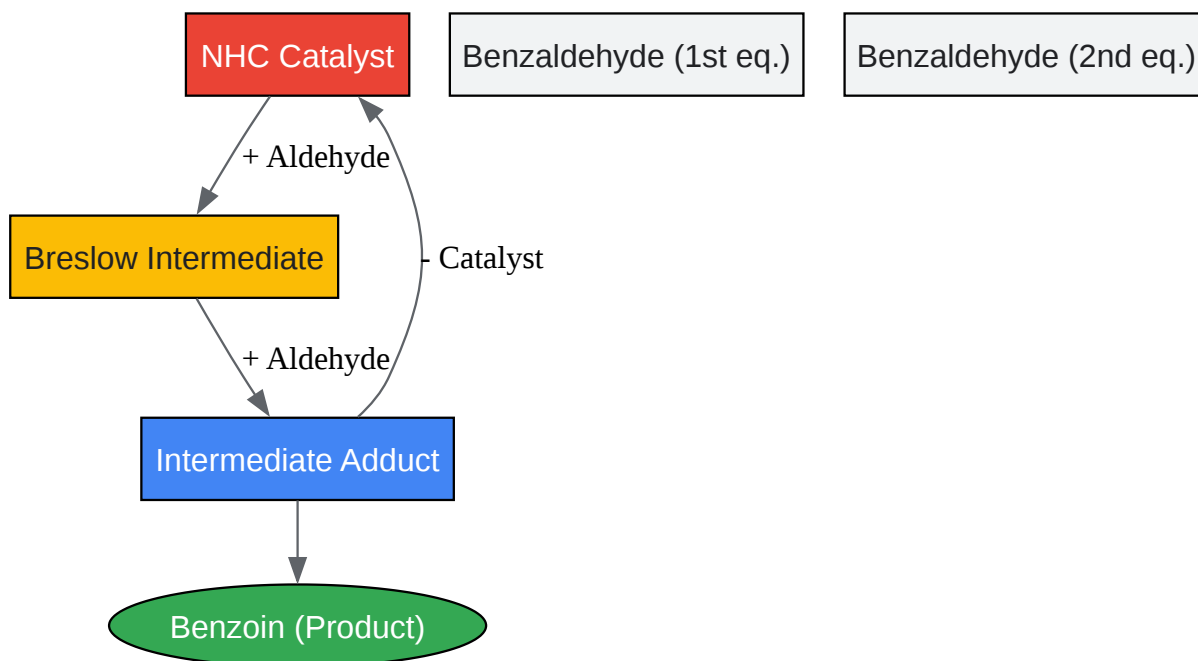 NHC Catalyst
Benzaldehyde (1st eq.)
Benzaldehyde (2nd eq.)
+ Aldehyde
Breslow Intermediate
- Catalyst
+ Aldehyde
Intermediate Adduct
Benzoin (Product)